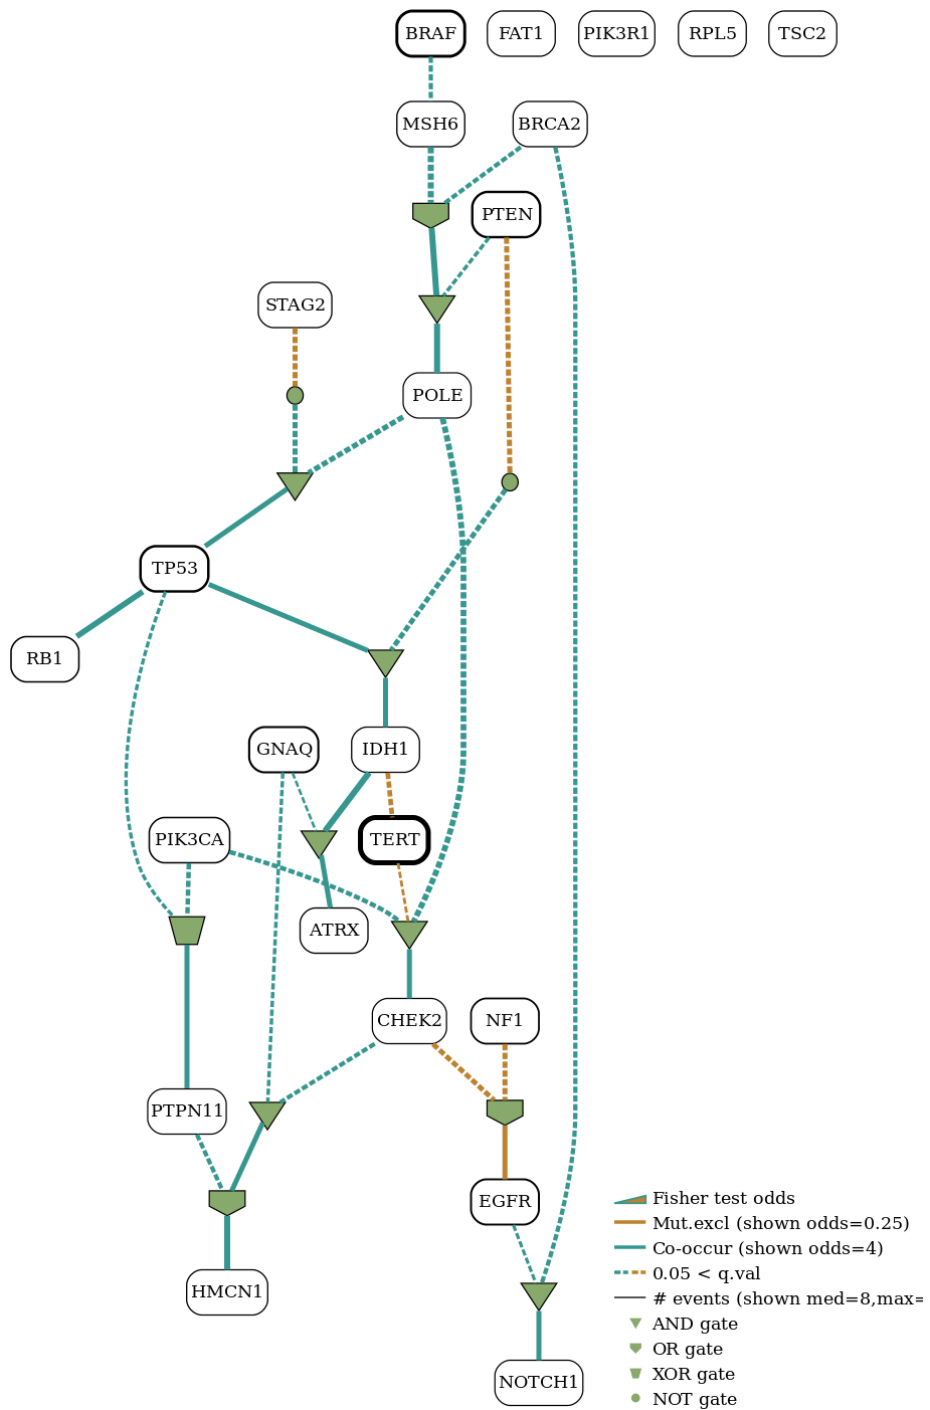 BRAF
FAT1
PIK3R1
RPL5
TSC2
MSH6
BRCA2
PTEN
STAG2
POLE
TP53
RB1
GNAQ
IDH1
PIK3CA
TERT
ATRX
CHEK2
NF1
PTPN11
EGFR
HMCN1
NOTCH1
Fisher test odds
Mut.excl (shown odds=0.25)
Co-occur (shown odds=4)
0.05 < q.val
# events (shown med=8,max=
AND gate
OR gate
XOR gate
NOT gate